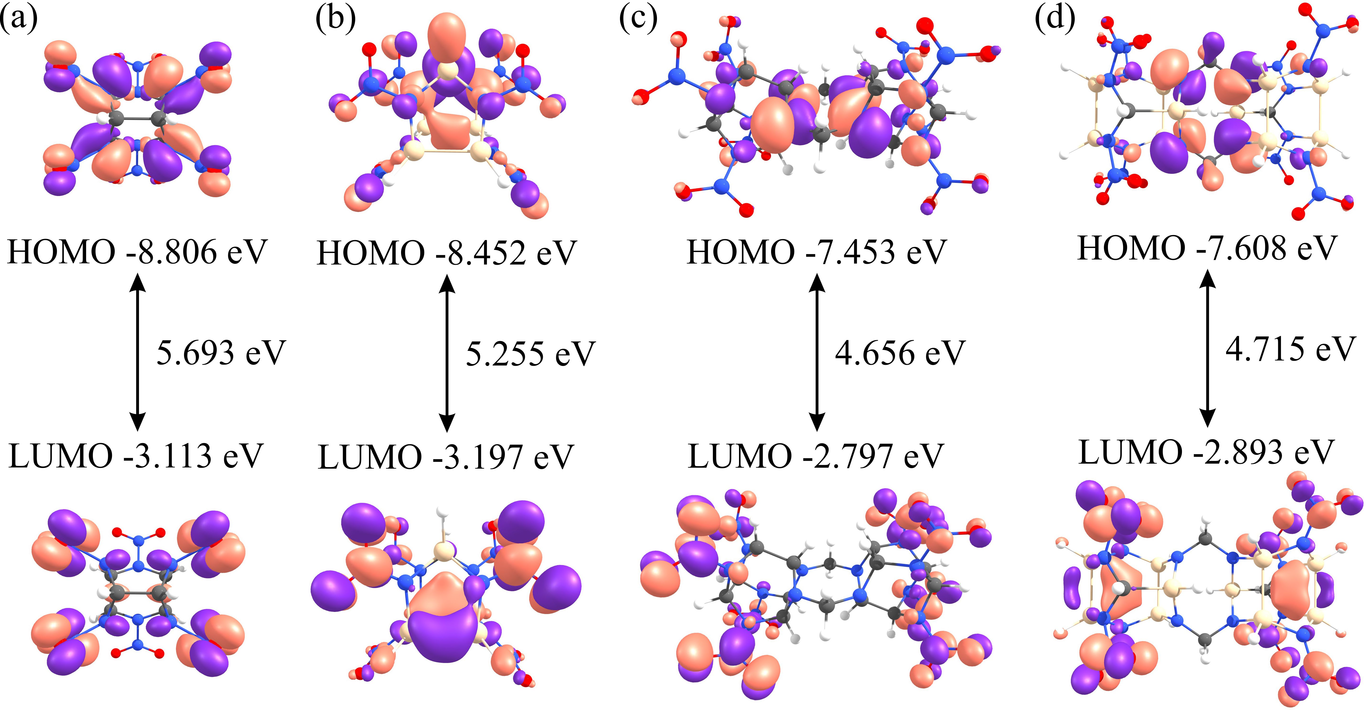 (a)
(b)
(c)
(d)
HOMO -8.806 eV
HOMO -8.452 eV
HOMO -7.453 eV
HOMO -7.608 eV
5.693 eV
5.255 eV
4.656 eV
4.715 eV
LUMO -3.113 eV
LUMO -3.197 eV
LUMO -2.797 eV
LUMO -2.893 eV